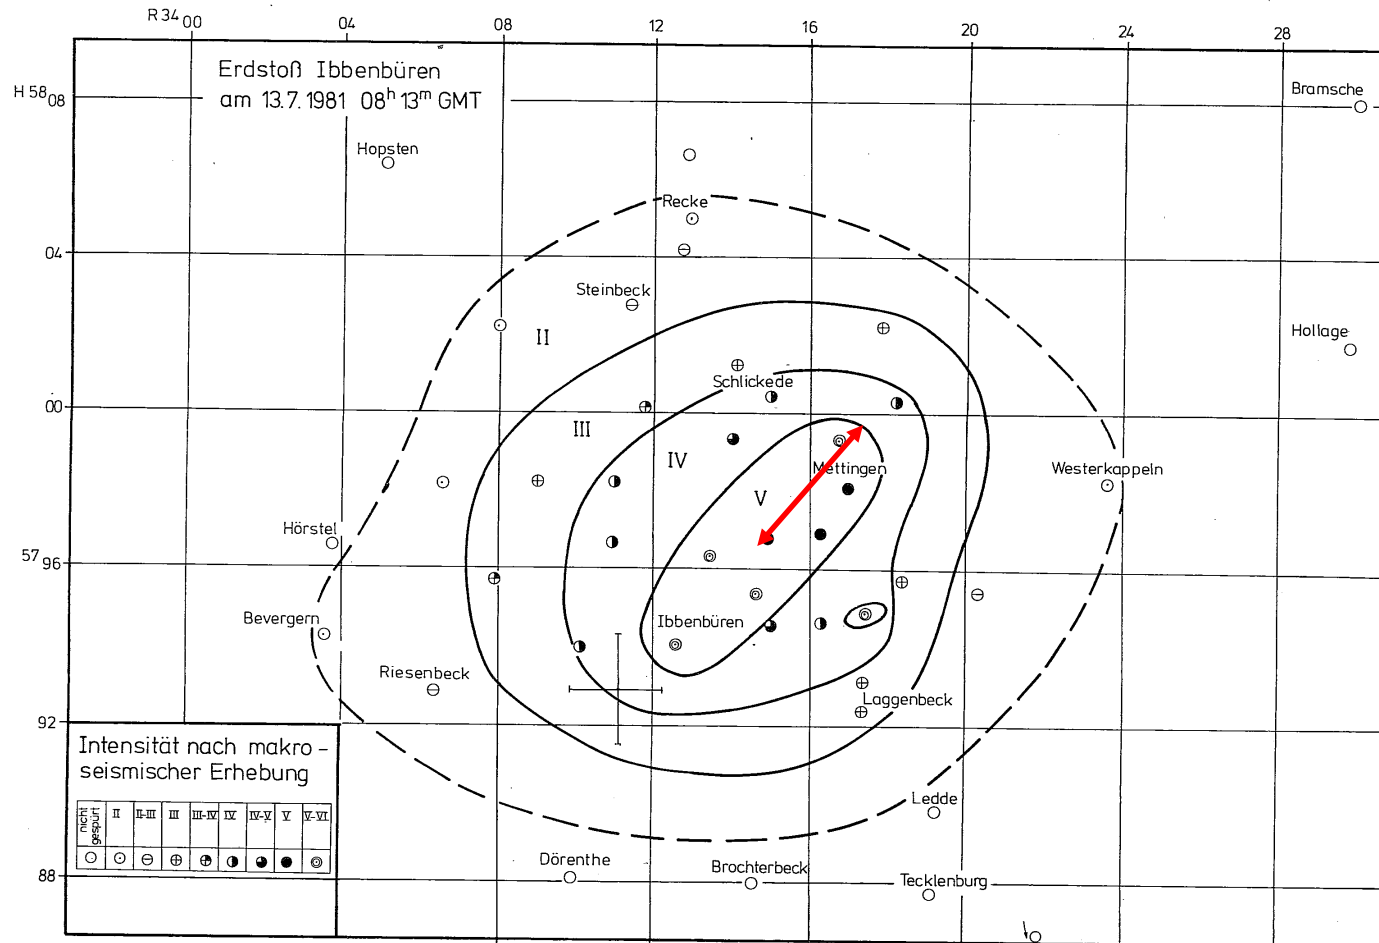 R 34 00 04 08 12 16 20 24 28
Erdstoß Ibbenbüren
am 13.7.1981 08h 13m GMT
H 58 08
Bramsche
Hopsten
Recke
04
Steinbeck
II
Hollage
Schlickede
00
III
IV
Mettingen
Westerkappeln
V
Hörstel
57 96
Bevergern
Ibbenbüren
Riesenbeck
Laggenbeck
92
Intensität nach makro-
seismischer Erhebung
nicht gespürt II II-III III III-IV IV IV-V V V-VI
Ledde
Dörenthe
Brochterbeck
88
Tecklenburg